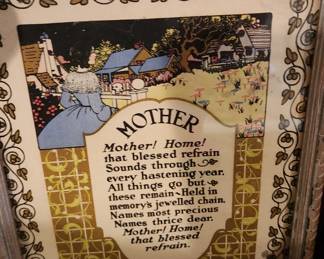 MOTHER
Mother! Home!
that blessed refrain
Sounds through
every hastening year.
All things go but
these remain - Held in
memory's jewelled chain.
Names most precious
Names thrice dear.
Mother! Home!
that blessed
refrain.